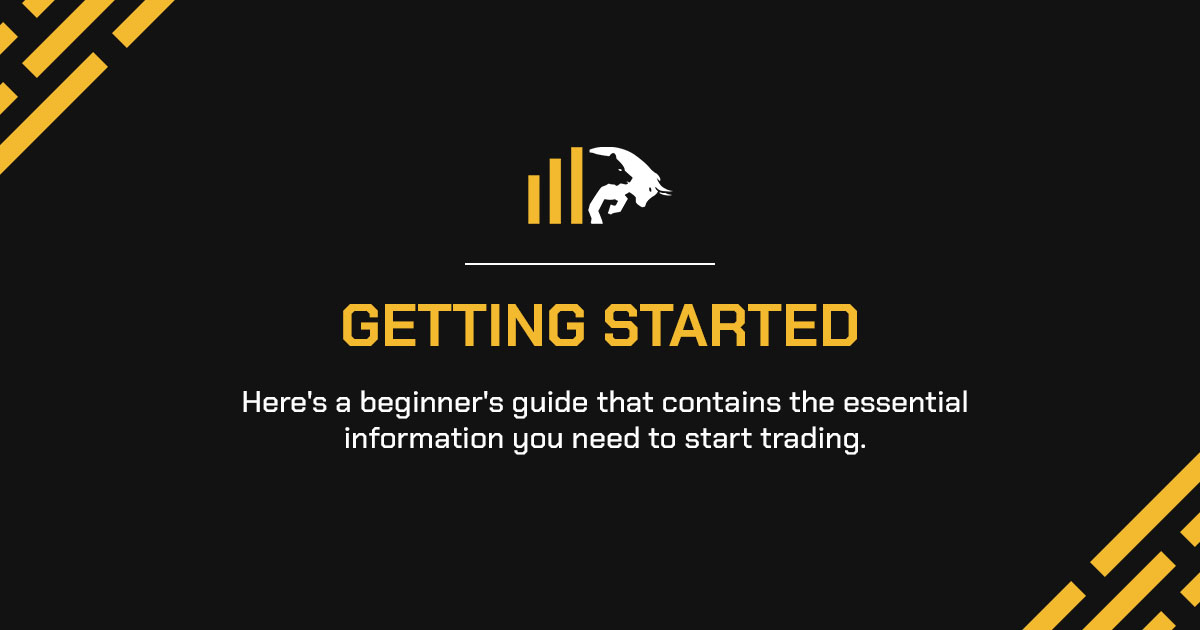 GETTING STARTED
Here's a beginner's guide that contains the essential
information you need to start trading.